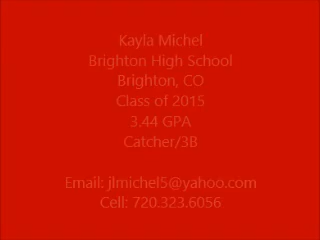 Kayla Michel
Brighton High School
Brighton, CO
Class of 2015
3.44 GPA
Catcher/3B
Email: jlmichel5@yahoo.com
Cell: 720.323.6056